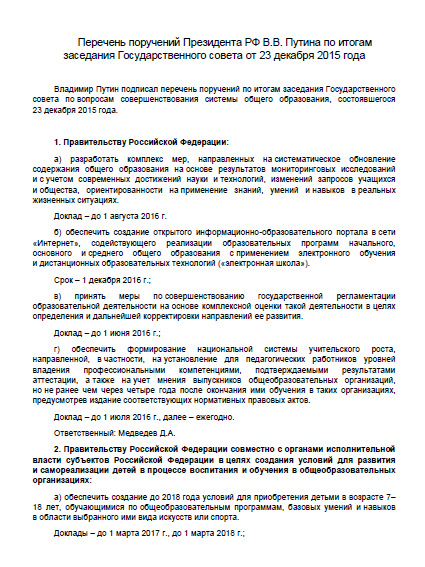 Перечень поручений Президента РФ В.В. Путина по итогам
заседания Государственного совета от 23 декабря 2015 года
Владимир Путин подписал перечень поручений по итогам заседания Государственного
совета по вопросам совершенствования системы общего образования, состоявшегося
23 декабря 2015 года.
1. Правительству Российской Федерации:
а) разработать комплекс мер, направленных на систематическое обновление
содержания общего образования на основе результатов мониторинговых исследований
и с учетом современных достижений науки и технологий, изменений запросов учащихся
и общества, ориентированности на применение знаний, умений и навыков в реальных
жизненных ситуациях.
Доклад – до 1 августа 2016 г.
б) обеспечить создание открытого информационно-образовательного портала в сети
«Интернет», содействующего реализации образовательных программ начального,
основного и среднего общего образования с применением электронного обучения
и дистанционных образовательных технологий («электронная школа»).
Срок – 1 декабря 2016 г.;
в) принять меры по совершенствованию государственной регламентации
образовательной деятельности на основе комплексной оценки такой деятельности в целях
определения и дальнейшей корректировки направлений ее развития.
Доклад – до 1 июня 2016 г.;
г) обеспечить формирование национальной системы учительского роста,
направленной, в частности, на установление для педагогических работников уровней
владения профессиональными компетенциями, подтверждаемыми результатами
аттестации, а также на учет мнения выпускников общеобразовательных организаций,
но не ранее чем через четыре года после окончания ими обучения в таких организациях,
предусмотрев издание соответствующих нормативных правовых актов.
Доклад – до 1 июля 2016 г., далее – ежегодно.
Ответственный: Медведев Д.А.
2. Правительству Российской Федерации совместно с органами исполнительной
власти субъектов Российской Федерации в целях создания условий для развития
и самореализации детей в процессе воспитания и обучения в общеобразовательных
организациях:
а) обеспечить создание до 2018 года условий для приобретения детьми в возрасте 7–
18 лет, обучающимися по общеобразовательным программам, базовых умений и навыков
в области выбранного ими вида искусств или спорта.
Доклады – до 1 марта 2017 г., до 1 марта 2018 г.;